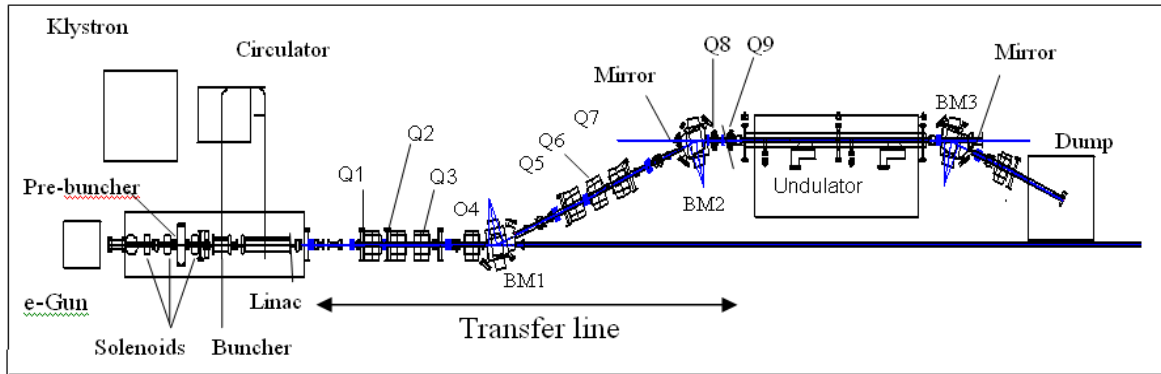 Klystron
Circulator
Q8
Q9
Mirror
Mirror
BM3
Q7
Q2
Q6
Dump
Q1
Q3
Q5
Pre-buncher
Undulator
O4
BM2
BM1
e-Gun
Linac
Transfer line
Solenoids
Buncher